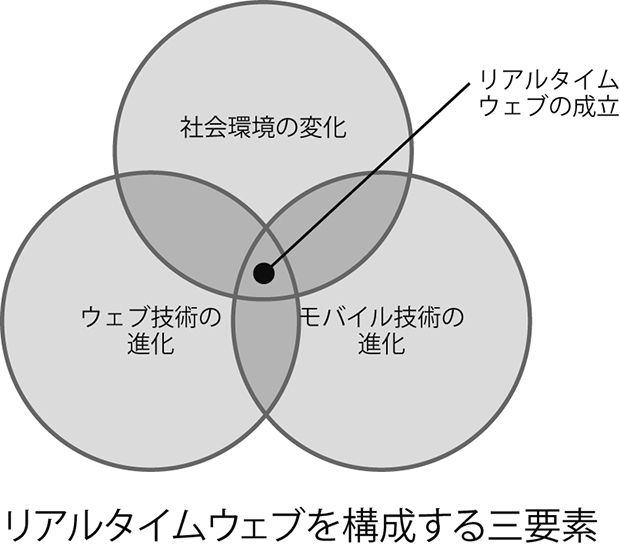 リアルタイム
ウェブの成立
社会環境の変化
ウェブ技術の
進化
モバイル技術の
進化
リアルタイムウェブを構成する三要素